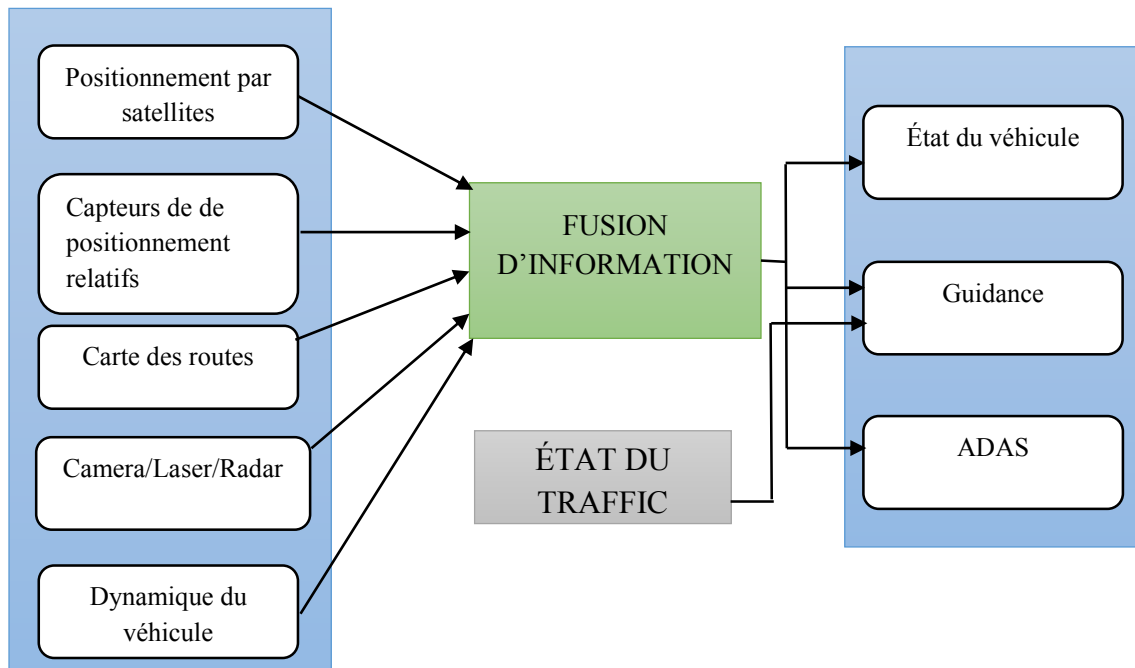 Positionnement par
satellites
Capteurs de de
positionnement
relatifs
Carte des routes
Camera/Laser/Radar
Dynamique du
véhicule
FUSION
D’INFORMATION
ÉTAT DU
TRAFFIC
État du véhicule
Guidance
ADAS